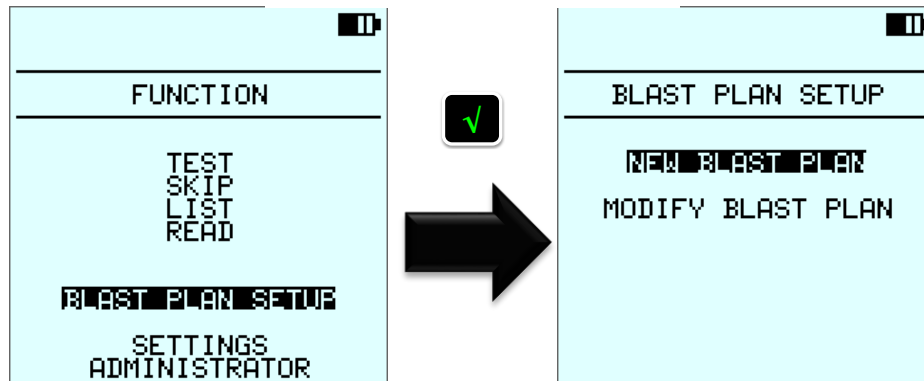 FUNCTION
TEST
SKIP
LIST
READ
BLAST PLAN SETUP
SETTINGS
ADMINISTRATOR
√
BLAST PLAN SETUP
NEW BLAST PLAN
MODIFY BLAST PLAN